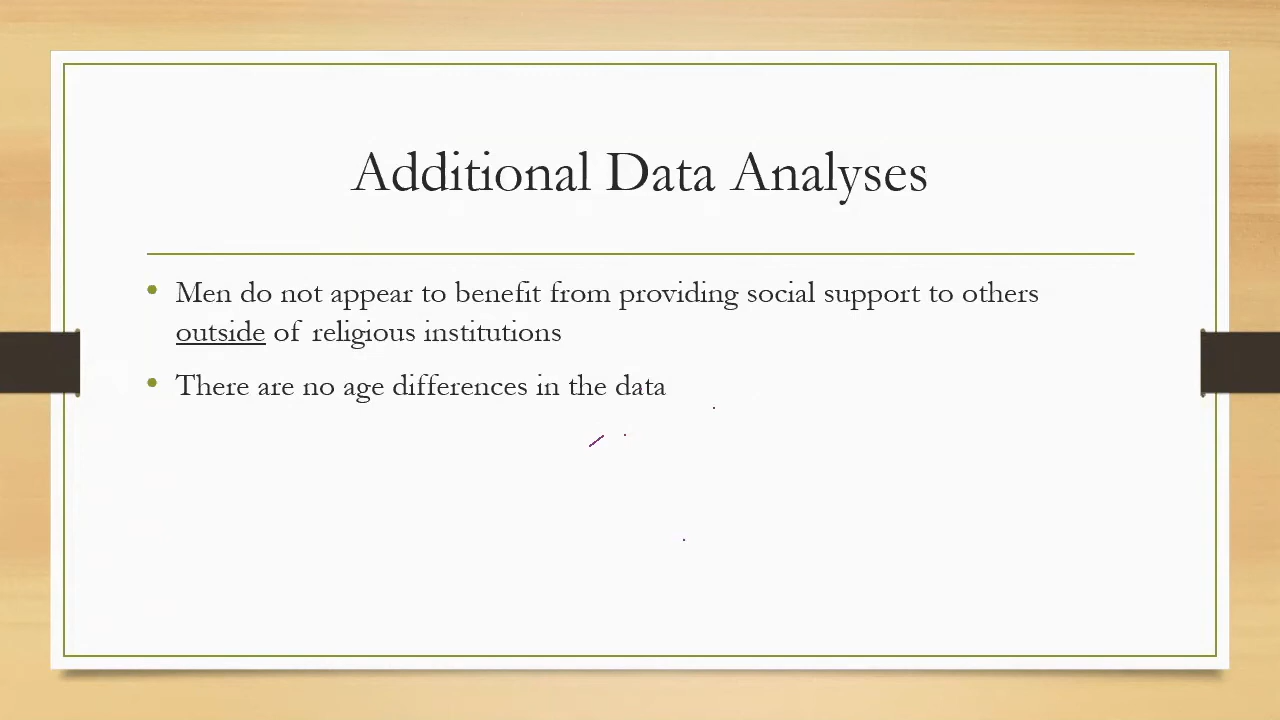 Additional Data Analyses
• Men do not appear to benefit from providing social support to others
outside of religious institutions
• There are no age differences in the data